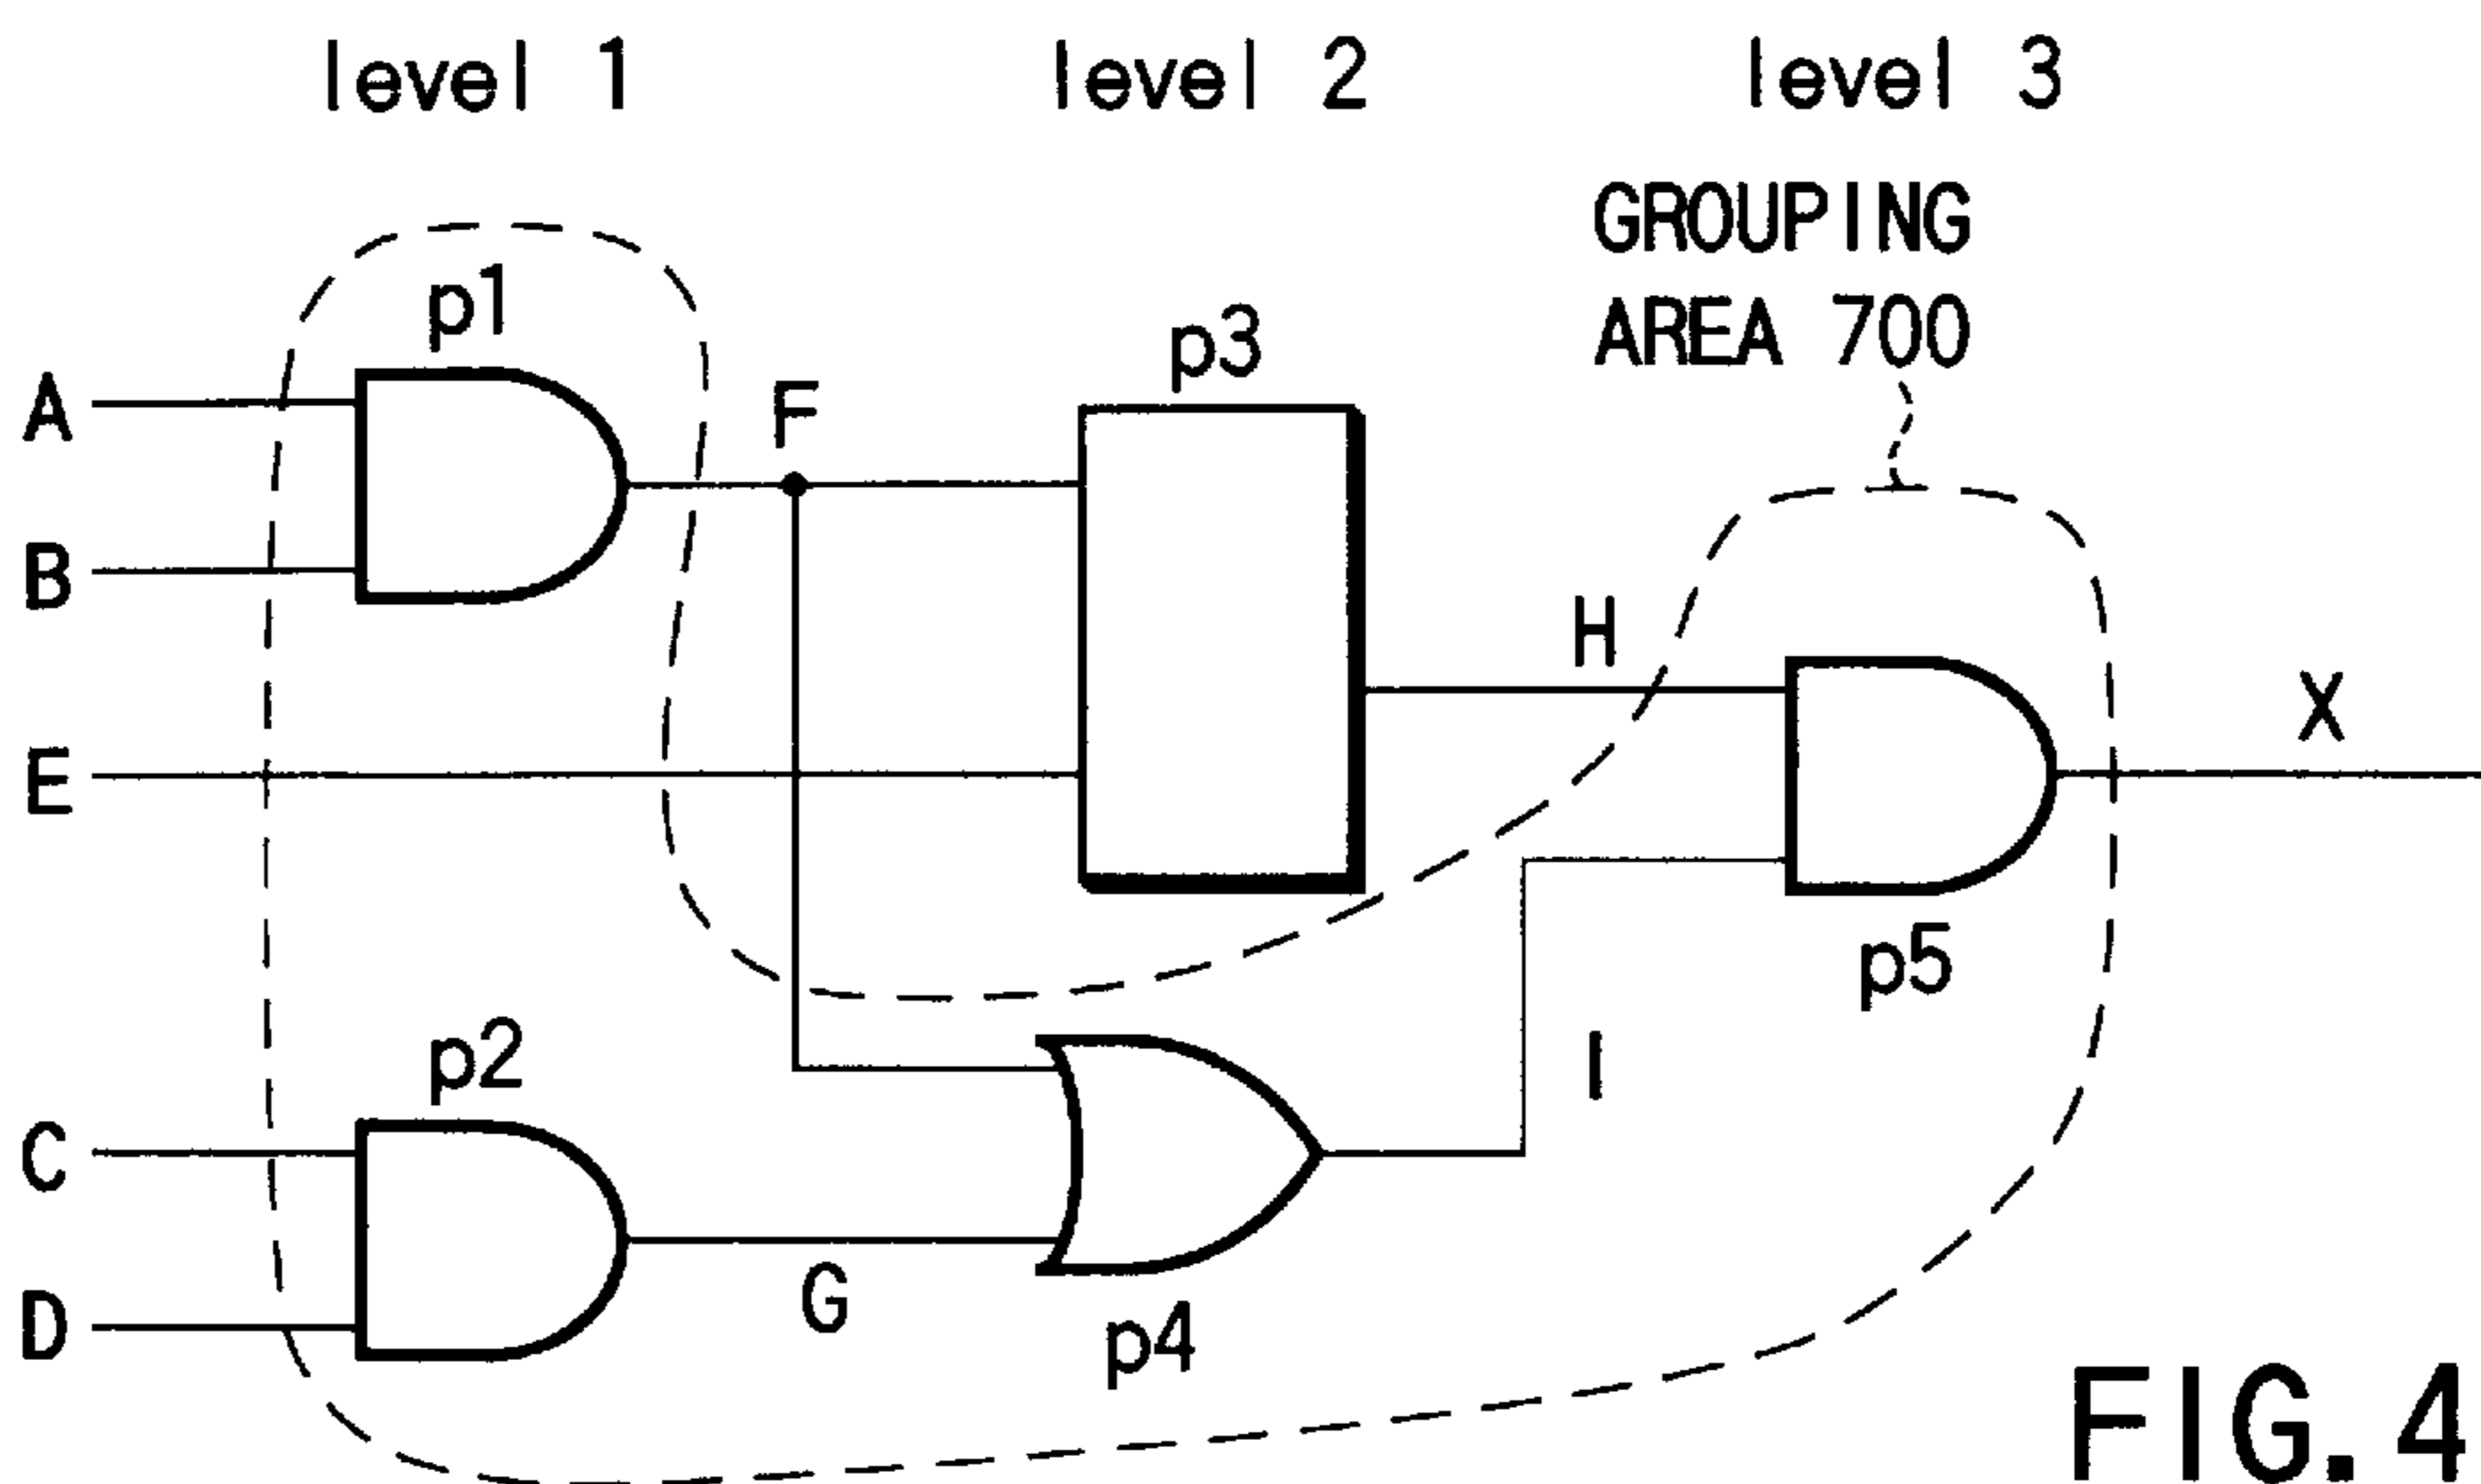 level 1 level 2 level 3
GROUPING
AREA 700
p1
p3
A
F
B
H
X
E
p5
p2
I
C
G
D
p4
FIG. 4